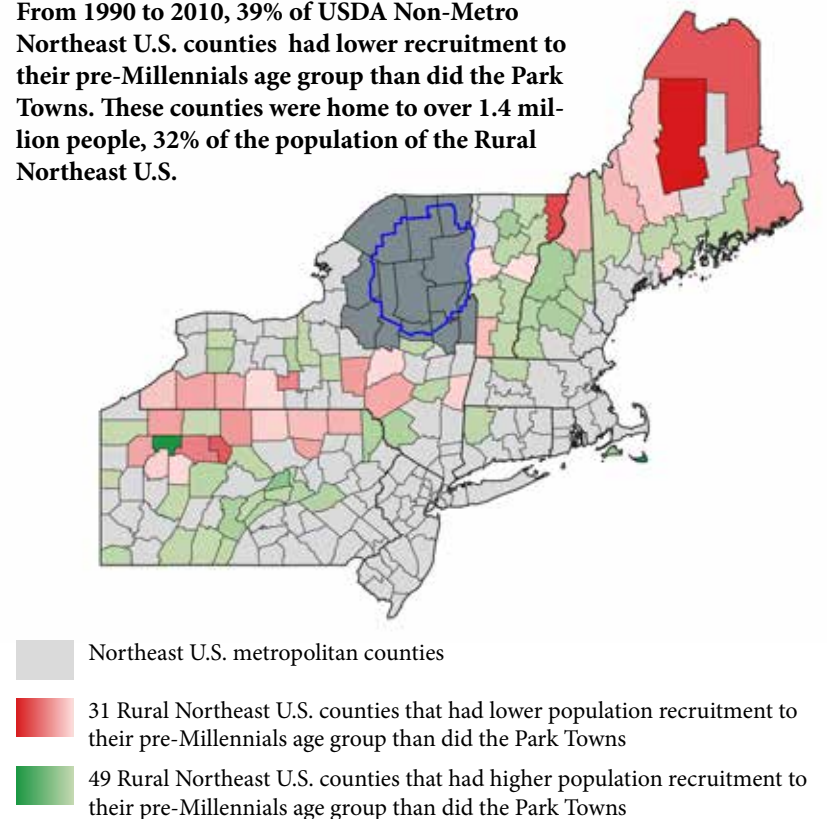 From 1990 to 2010, 39% of USDA Non-Metro
Northeast U.S. counties had lower recruitment to
their pre-Millennials age group than did the Park
Towns. These counties were home to over 1.4 mil-
lion people, 32% of the population of the Rural
Northeast U.S.
Northeast U.S. metropolitan counties
31 Rural Northeast U.S. counties that had lower population recruitment to
their pre-Millennials age group than did the Park Towns
49 Rural Northeast U.S. counties that had higher population recruitment to
their pre-Millennials age group than did the Park Towns